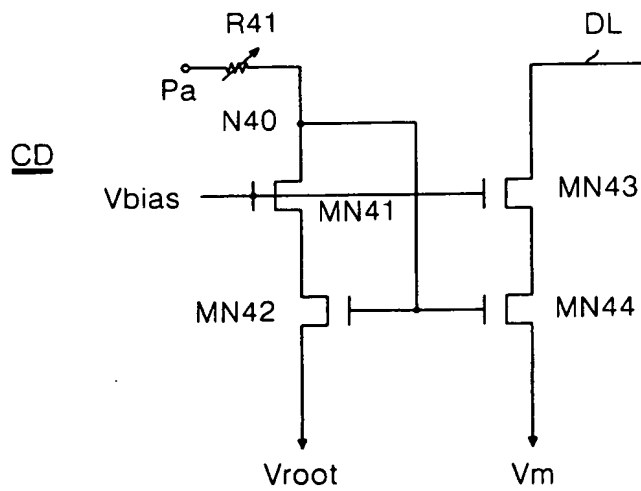 R41
DL
Pa
N40
CD
Vbias
MN41
MN43
MN42
MN44
Vroot
Vm